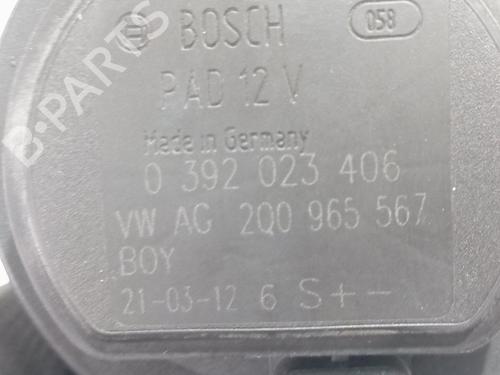 BOSCH 058
PAD 12 V
Made in Germany
0 392 023 406
VW AG 2Q0 965 567
BOY
21-03-12 6 S+-
B-PARTS